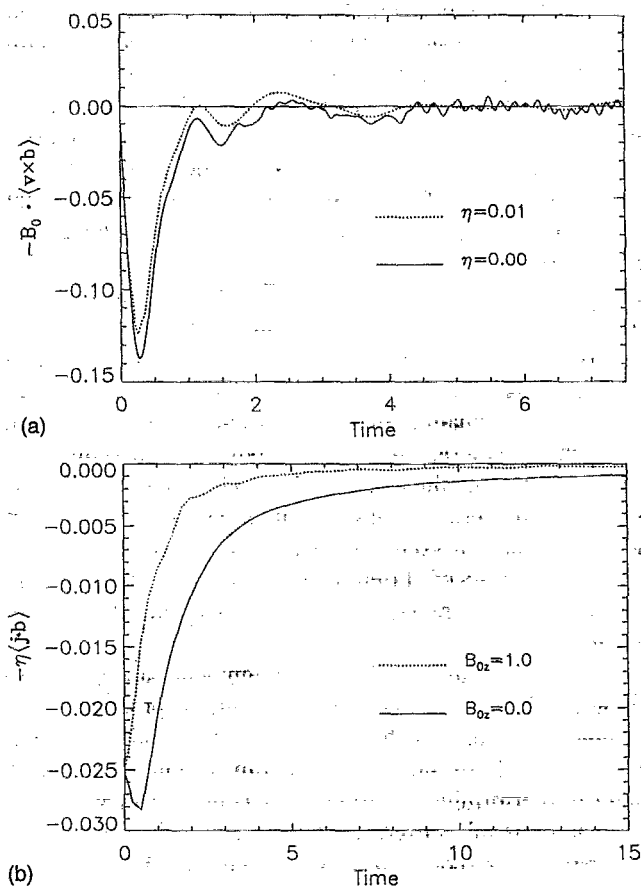 0.05
0.00
-0.05
-0.10
-0.15
−B₀ · ⟨v×b⟩
η=0.01
η=0.00
0 2 4 6
Time
(a)
0.000
-0.005
-0.010
-0.015
-0.020
-0.025
-0.030
−η⟨j·b⟩
B₀z=1.0
B₀z=0.0
0 5 10 15
Time
(b)